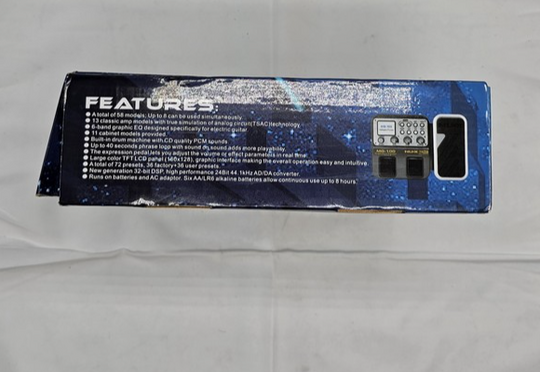 FEATURES:
● A total of 58 models, Up to 8 can be used simultaneously.
● 13 classic amp models with true simulation of analog circuit(TSAC)technology.
● 6-band graphic EQ designed specifically for electric guitar.
● 11 cabinet models provided.
● Built-in drum machine with CD quality PCM sounds
● Up to 40 seconds phrase loop with sound on sound adds more playability.
● The expression pedal lets you adjust the volume or effect parameters in real time.
● Large color TFT LCD panel (160x128), graphic interface making the overall operation easy and intuitive.
● A total of 72 presets, 36 factory+36 user presets.
● New generation 32-bit DSP, high performance 24Bit 44.1kHz AD/DA converter.
● Runs on batteries and AC adaptor. Six AA/LR6 alkaline batteries allow continuous use up to 8 hours.